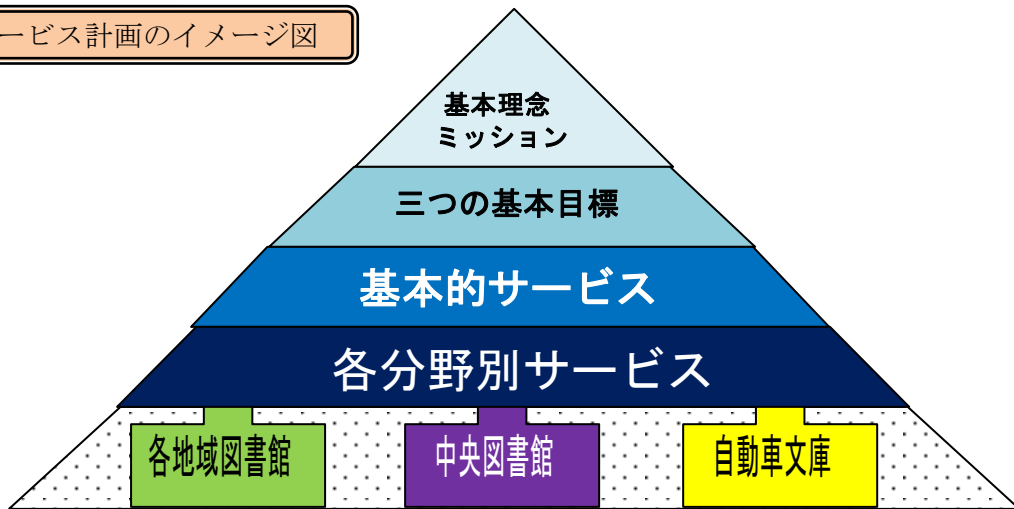 ービス計画のイメージ図
基本理念
ミッション
三つの基本目標
基本的サービス
各分野別サービス
各地域図書館
中央図書館
自動車文庫